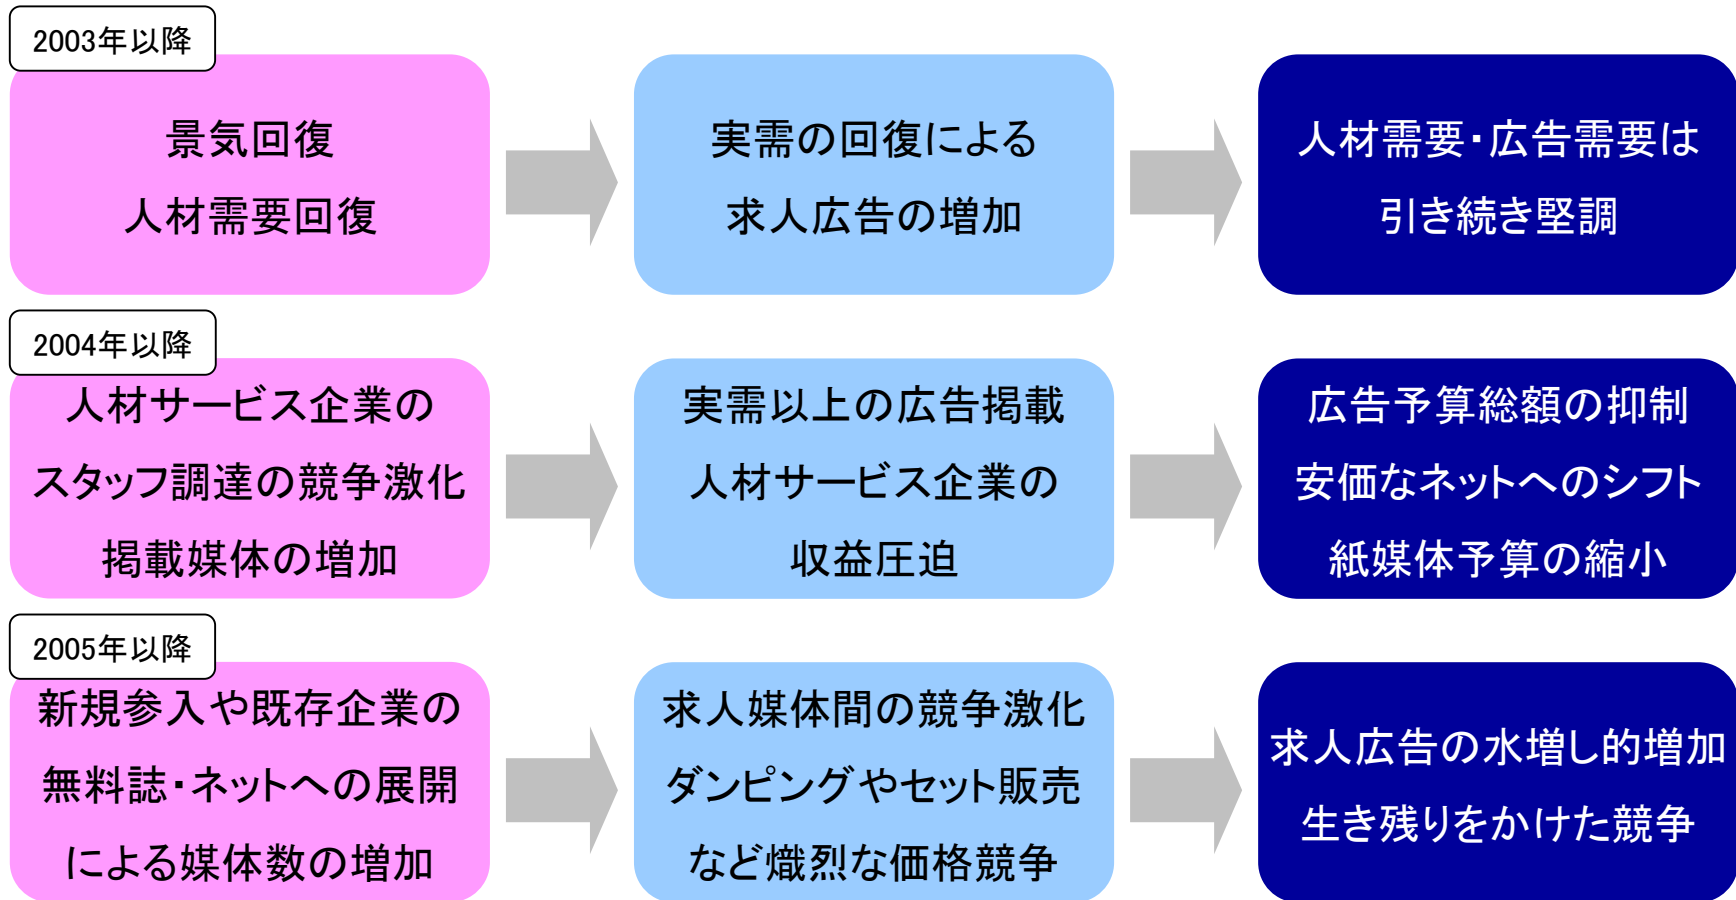 2003年以降
景気回復
人材需要回復
実需の回復による
求人広告の増加
人材需要・広告需要は
引き続き堅調
2004年以降
人材サービス企業の
スタッフ調達の競争激化
掲載媒体の増加
実需以上の広告掲載
人材サービス企業の
収益圧迫
広告予算総額の抑制
安価なネットへのシフト
紙媒体予算の縮小
2005年以降
新規参入や既存企業の
無料誌・ネットへの展開
による媒体数の増加
求人媒体間の競争激化
ダンピングやセット販売
など熾烈な価格競争
求人広告の水増し的増加
生き残りをかけた競争